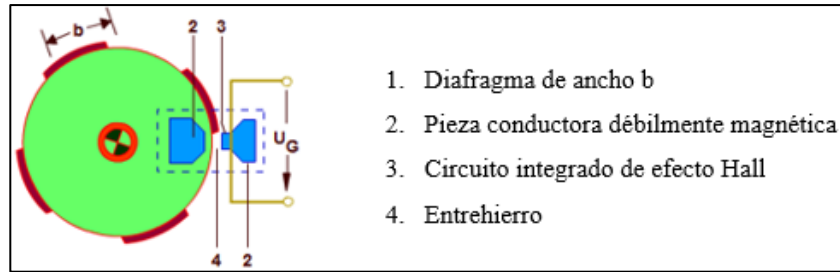 b
2 3
U_G
4 2
1. Diafragma de ancho b
2. Pieza conductora débilmente magnética
3. Circuito integrado de efecto Hall
4. Entrehierro